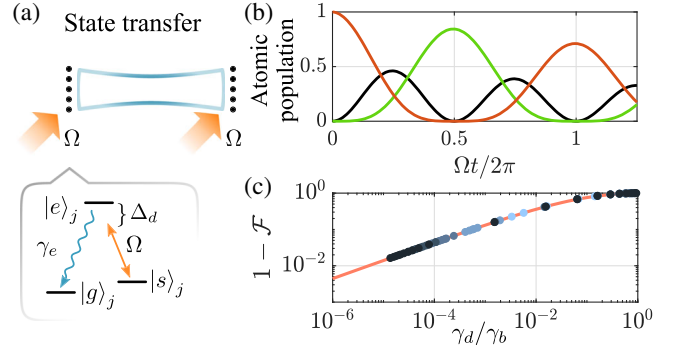 (a)
State transfer
Ω
Ω
|e⟩_j
} Δ_d
γ_e
Ω
|g⟩_j
|s⟩_j
(b)
Atomic
population
1
0.5
0
0
0.5
1
Ωt/2π
(c)
1 − ℱ
10^0
10^-2
10^-6
10^-4
10^-2
10^0
γ_d/γ_b